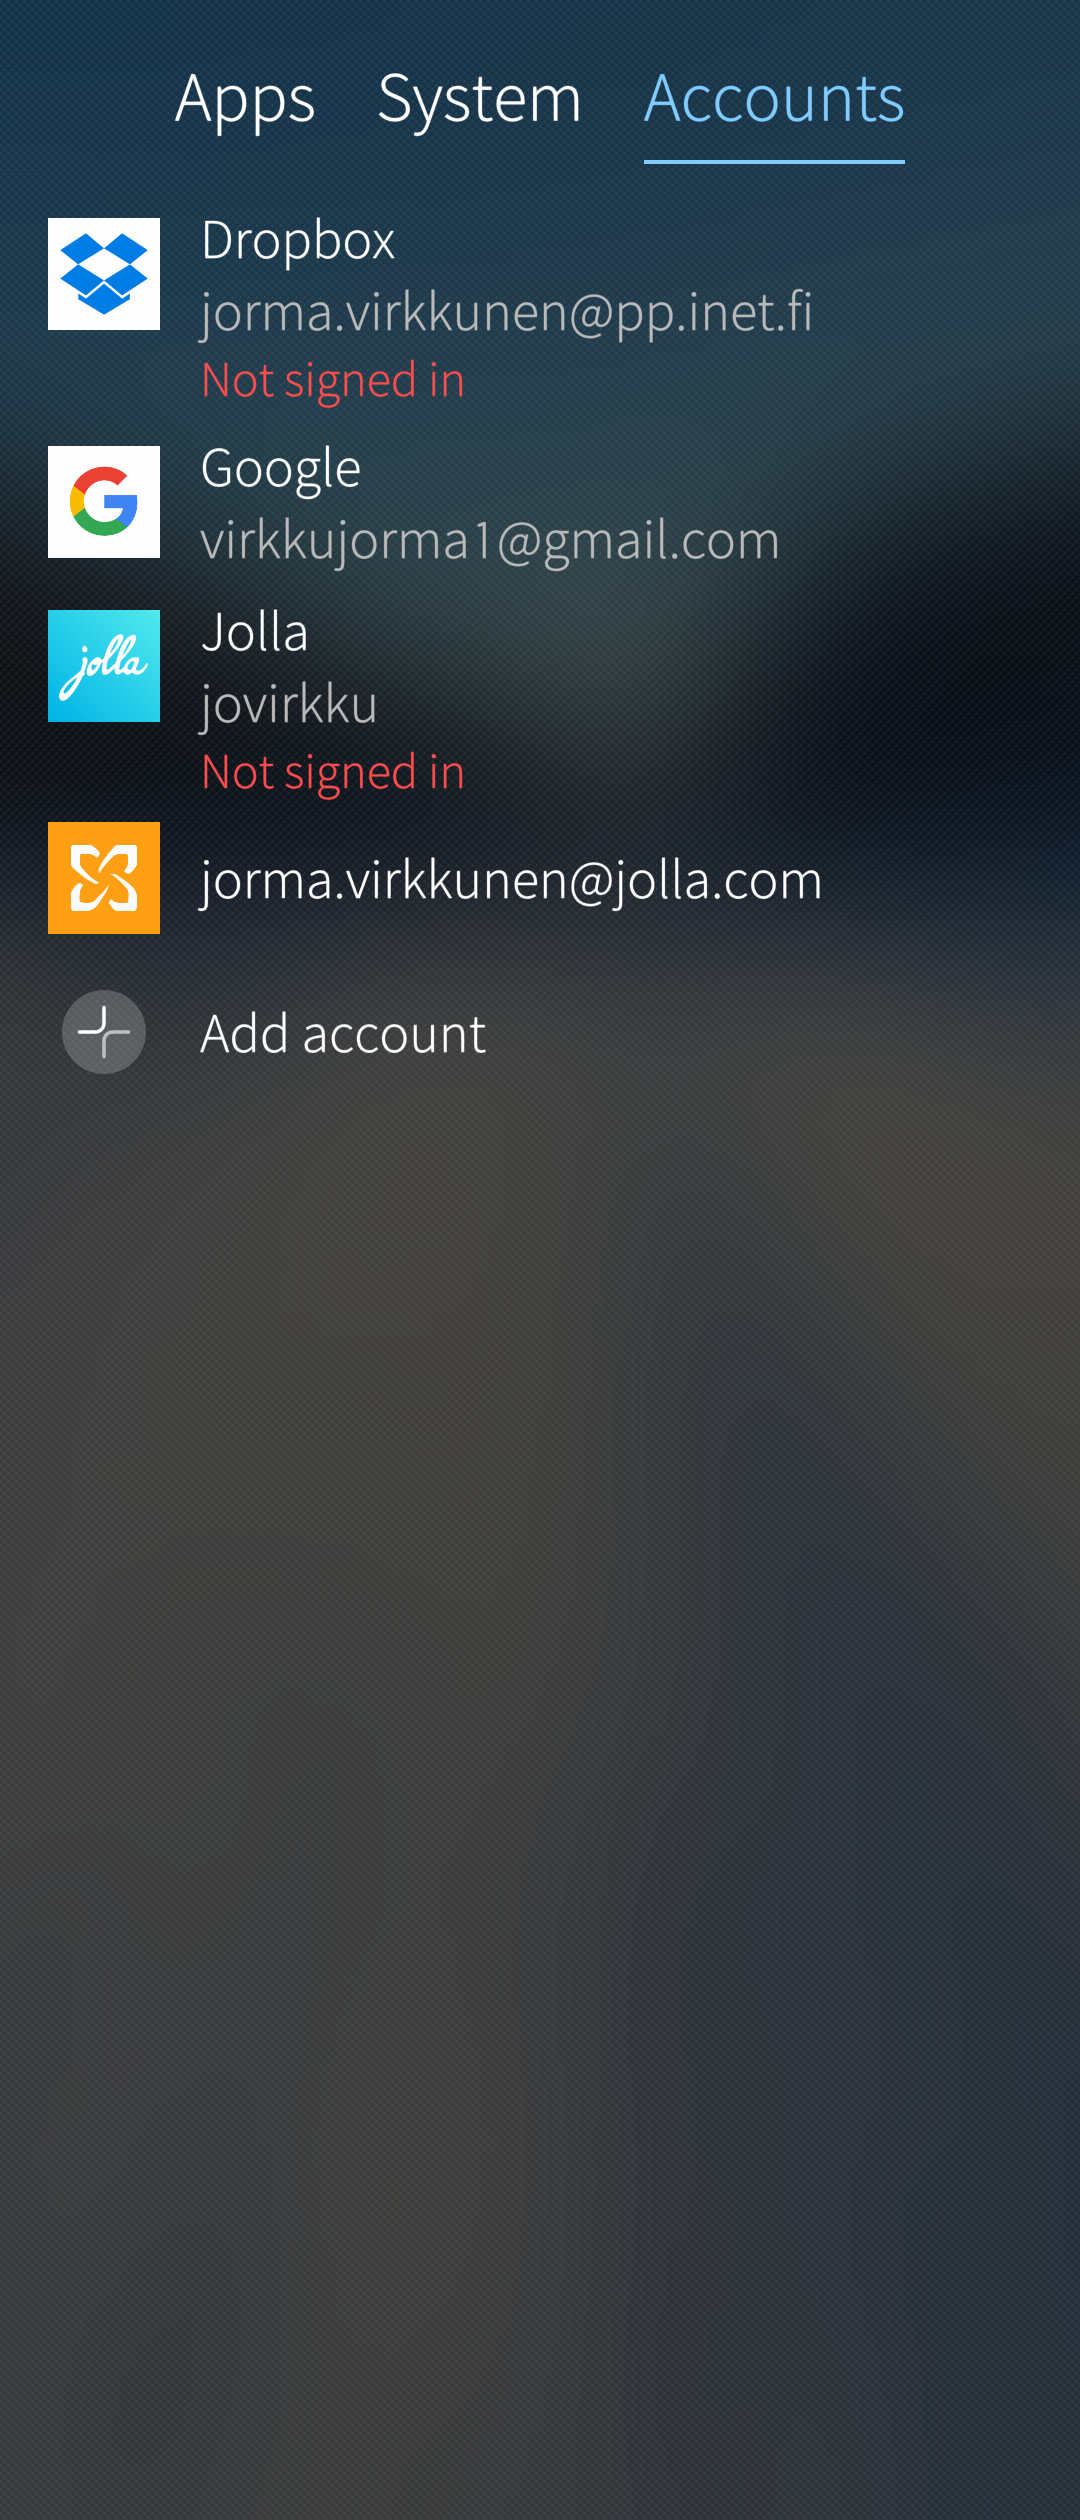 Apps System Accounts
Dropbox
jorma.virkkunen@pp.inet.fi
Not signed in
Google
virkkujorma1@gmail.com
jolla
Jolla
jovirkku
Not signed in
jorma.virkkunen@jolla.com
Add account